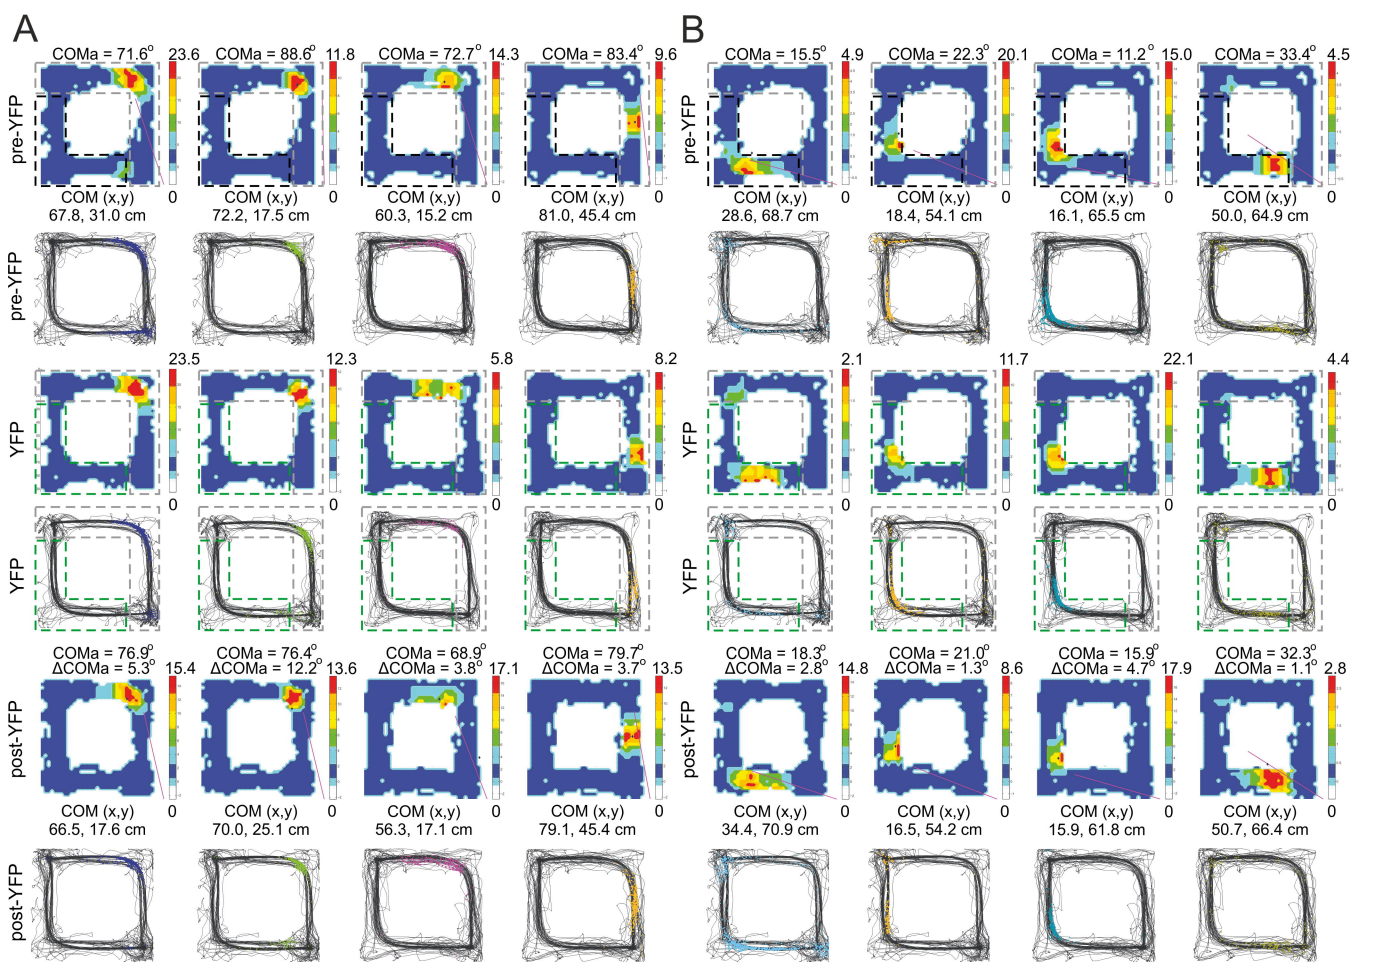 A
B
COMa = 71.6° 23.6 COMa = 88.6° 11.8 COMa = 72.7° 14.3 COMa = 83.4° 9.6 COMa = 15.5° 4.9 COMa = 22.3° 20.1 COMa = 11.2° 15.0 COMa = 33.4° 4.5
pre-YFP pre-YFP
0 0 0 0 0 0 0 0
COM (x,y) COM (x,y) COM (x,y) COM (x,y) COM (x,y) COM (x,y) COM (x,y) COM (x,y)
67.8, 31.0 cm 72.2, 17.5 cm 60.3, 15.2 cm 81.0, 45.4 cm 28.6, 68.7 cm 18.4, 54.1 cm 16.1, 65.5 cm 50.0, 64.9 cm
pre-YFP pre-YFP
23.5 12.3 5.8 8.2 2.1 11.7 22.1 4.4
YFP YFP
0 0 0 0 0 0 0 0
YFP YFP
COMa = 76.9° COMa = 76.4° COMa = 68.9° COMa = 79.7° COMa = 18.3° COMa = 21.0° COMa = 15.9° COMa = 32.3°
ΔCOMa = 5.3° 15.4 ΔCOMa = 12.2° 13.6 ΔCOMa = 3.8° 17.1 ΔCOMa = 3.7° 13.5 ΔCOMa = 2.8° 14.8 ΔCOMa = 1.3° 8.6 ΔCOMa = 4.7° 17.9 ΔCOMa = 1.1° 2.8
post-YFP post-YFP
0 0 0 0 0 0 0 0
COM (x,y) COM (x,y) COM (x,y) COM (x,y) COM (x,y) COM (x,y) COM (x,y) COM (x,y)
66.5, 17.6 cm 70.0, 25.1 cm 56.3, 17.1 cm 79.1, 45.4 cm 34.4, 70.9 cm 16.5, 54.2 cm 15.9, 61.8 cm 50.7, 66.4 cm
post-YFP post-YFP